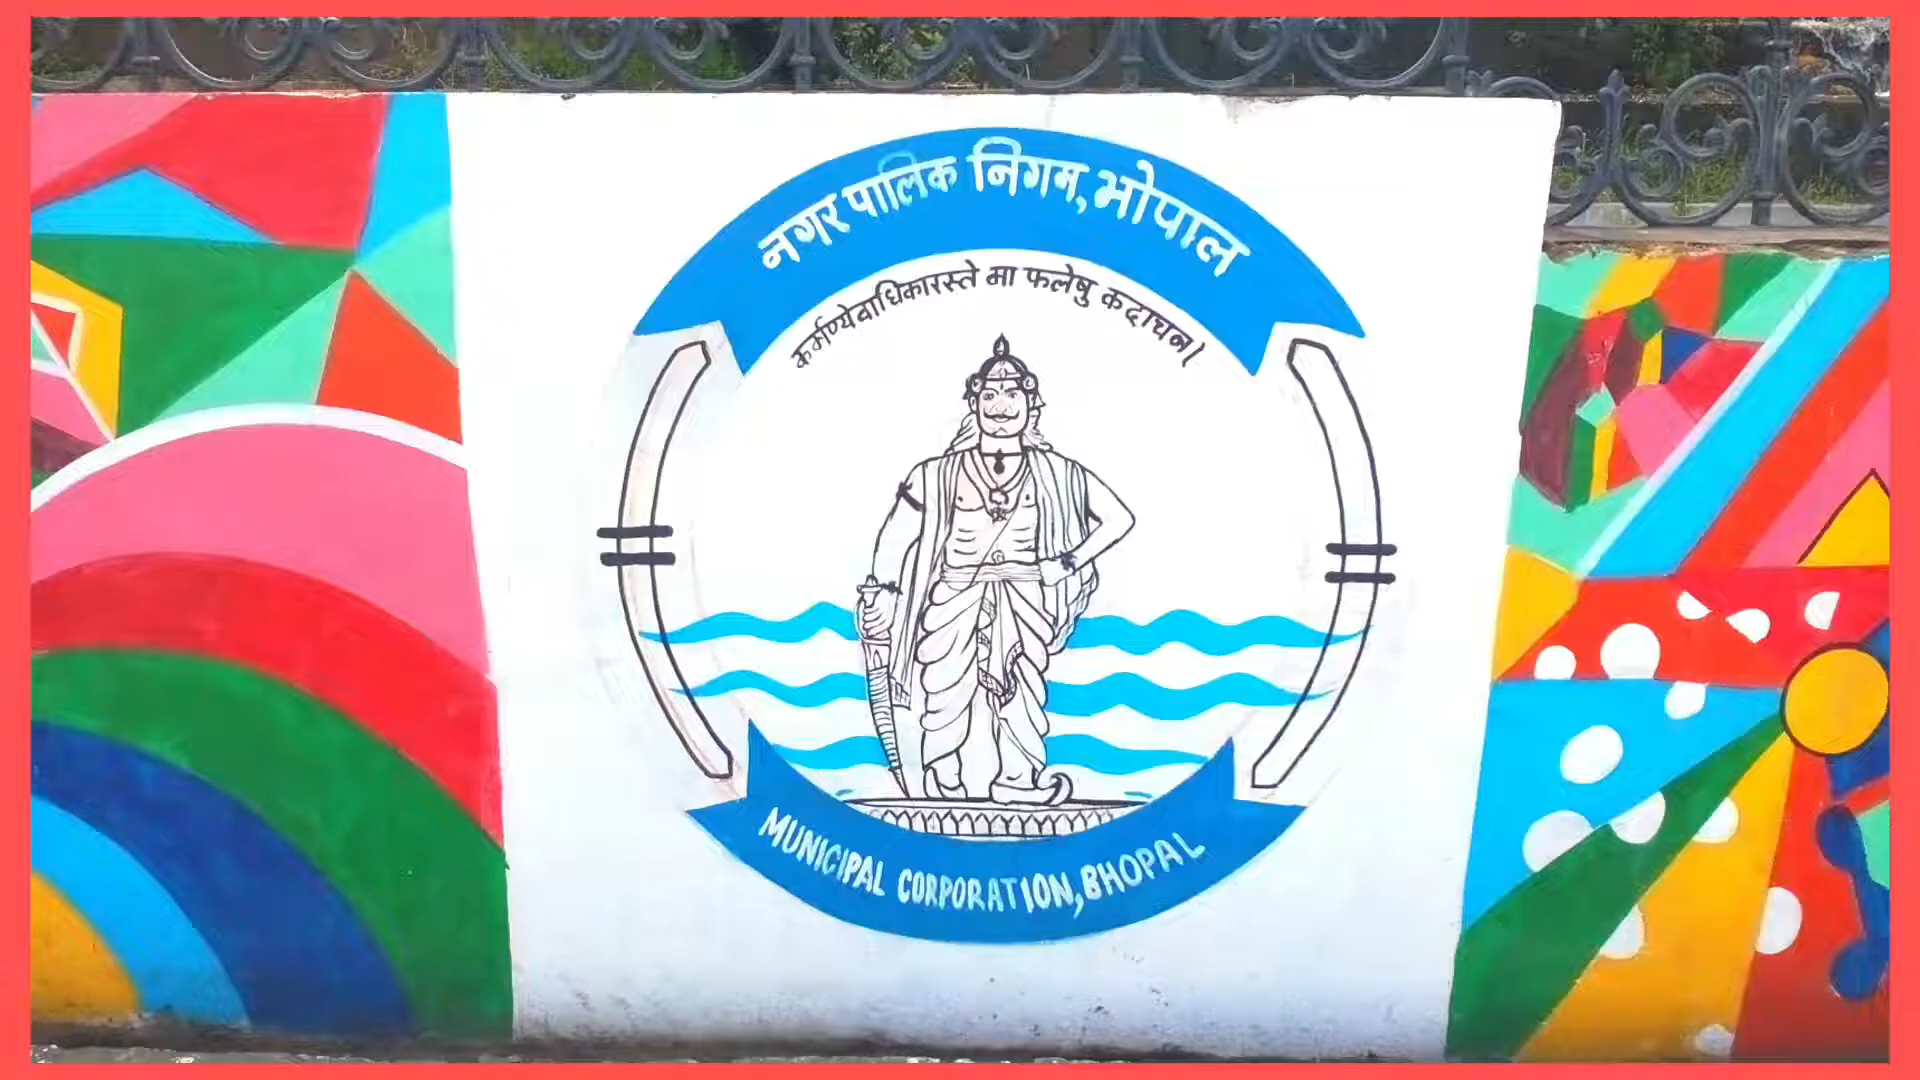 नगर पालिक निगम, भोपाल
कर्मण्येवाधिकारस्ते मा फलेषु कदाचन।
MUNICIPAL CORPORATION, BHOPAL